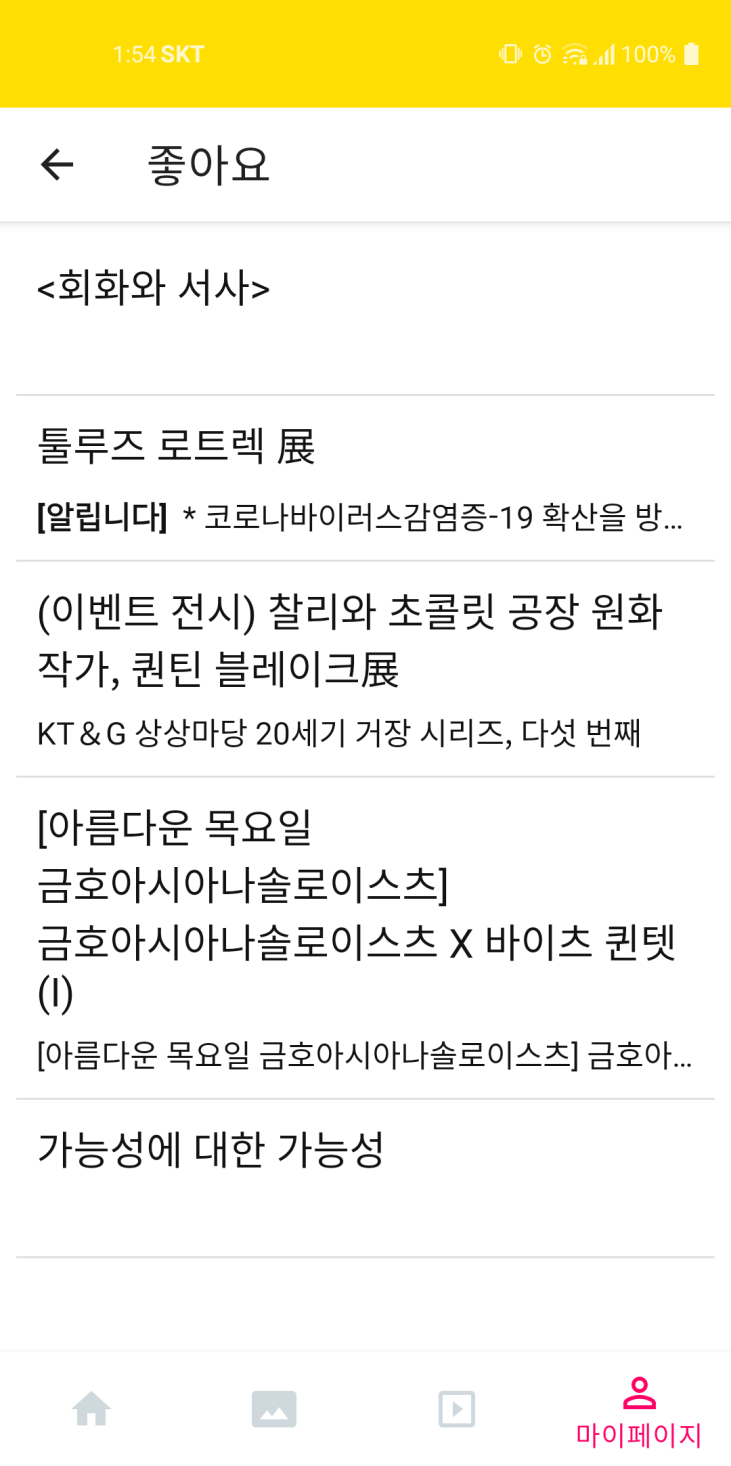 1:54 SKT 100%
좋아요
<회화와 서사>
툴루즈 로트렉 展
[알립니다] * 코로나바이러스감염증-19 확산을 방...
(이벤트 전시) 찰리와 초콜릿 공장 원화
작가, 퀀틴 블레이크展
KT＆G 상상마당 20세기 거장 시리즈, 다섯 번째
[아름다운 목요일
금호아시아나솔로이스츠]
금호아시아나솔로이스츠 X 바이츠 퀸텟
(I)
[아름다운 목요일 금호아시아나솔로이스츠] 금호아...
가능성에 대한 가능성
마이페이지